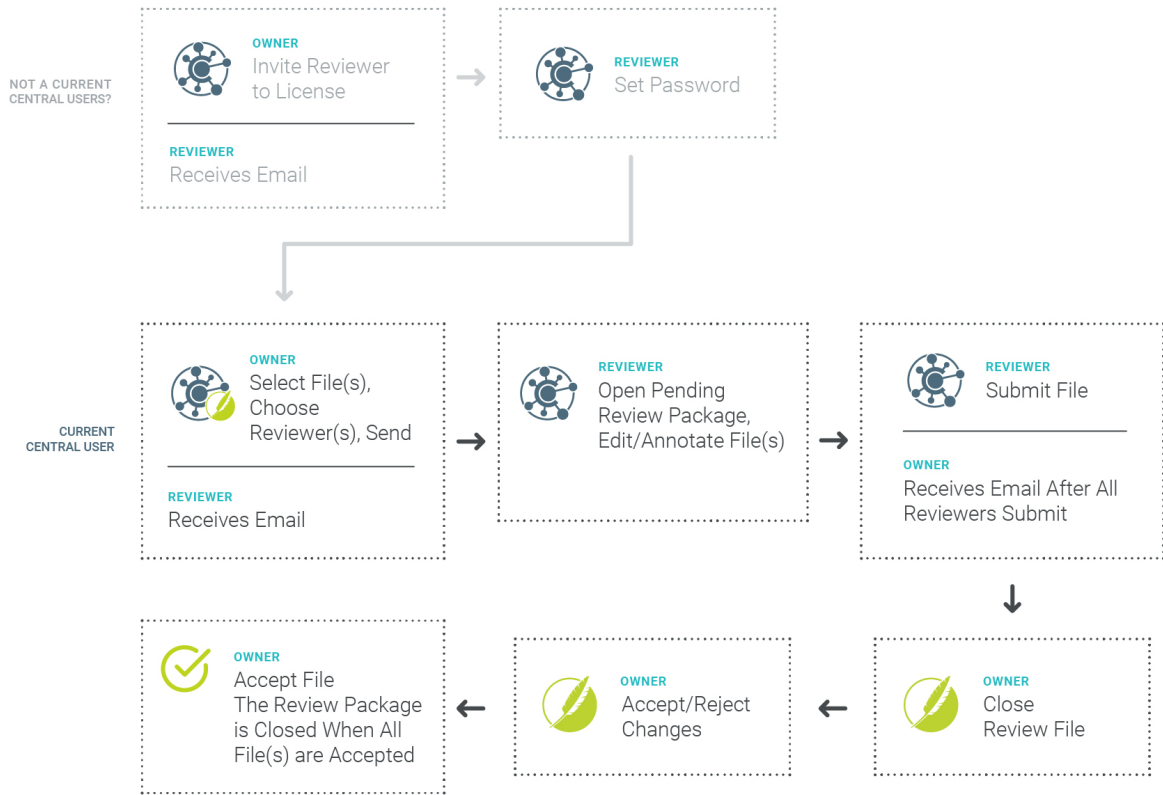 NOT A CURRENT
CENTRAL USERS?
OWNER
Invite Reviewer
to License
REVIEWER
Receives Email
REVIEWER
Set Password
CURRENT
CENTRAL USER
OWNER
Select File(s),
Choose
Reviewer(s), Send
REVIEWER
Receives Email
REVIEWER
Open Pending
Review Package,
Edit/Annotate File(s)
REVIEWER
Submit File
OWNER
Receives Email After All
Reviewers Submit
OWNER
Close
Review File
OWNER
Accept/Reject
Changes
OWNER
Accept File
The Review Package
is Closed When All
File(s) are Accepted